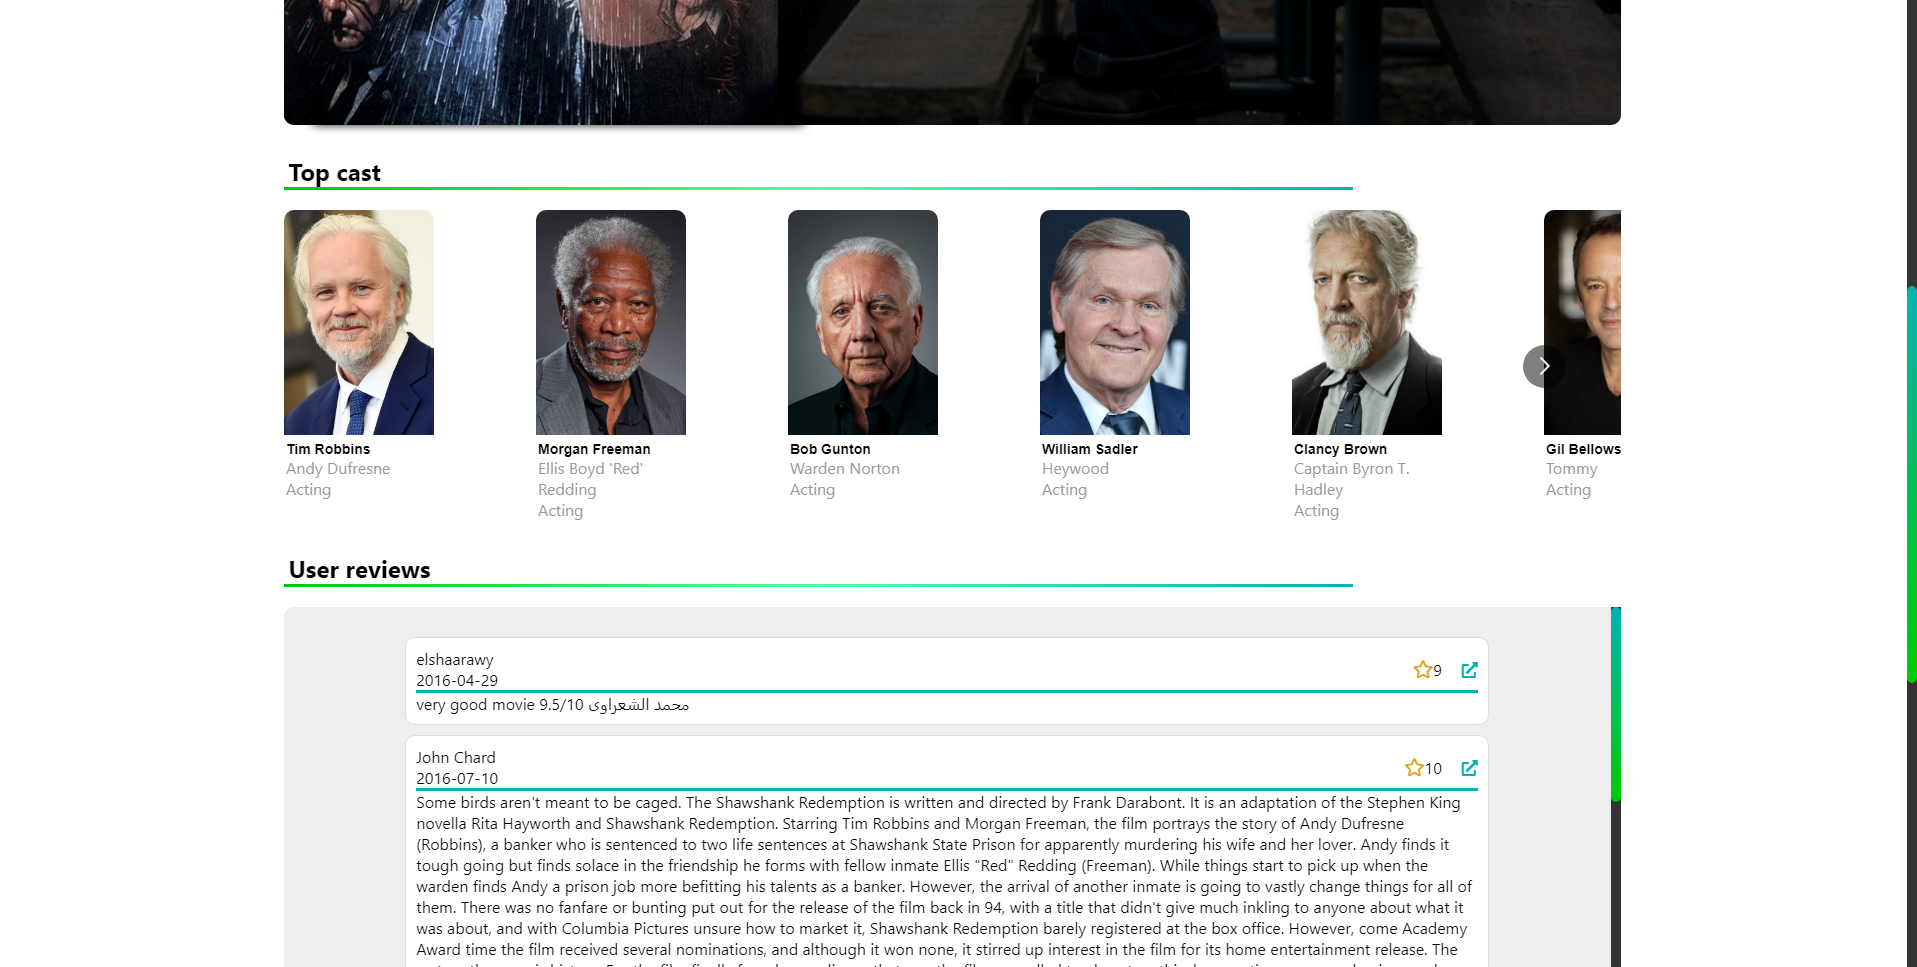 Top cast
Tim Robbins
Andy Dufresne
Acting
Morgan Freeman
Ellis Boyd 'Red'
Redding
Acting
Bob Gunton
Warden Norton
Acting
William Sadler
Heywood
Acting
Clancy Brown
Captain Byron T.
Hadley
Acting
Gil Bellows
Tommy
Acting
User reviews
elshaarawy
9
2016-04-29
very good movie 9.5/10 محمد الشعراوى
John Chard
10
2016-07-10
Some birds aren't meant to be caged. The Shawshank Redemption is written and directed by Frank Darabont. It is an adaptation of the Stephen King
novella Rita Hayworth and Shawshank Redemption. Starring Tim Robbins and Morgan Freeman, the film portrays the story of Andy Dufresne
(Robbins), a banker who is sentenced to two life sentences at Shawshank State Prison for apparently murdering his wife and her lover. Andy finds it
tough going but finds solace in the friendship he forms with fellow inmate Ellis "Red" Redding (Freeman). While things start to pick up when the
warden finds Andy a prison job more befitting his talents as a banker. However, the arrival of another inmate is going to vastly change things for all of
them. There was no fanfare or bunting put out for the release of the film back in 94, with a title that didn't give much inkling to anyone about what it
was about, and with Columbia Pictures unsure how to market it, Shawshank Redemption barely registered at the box office. However, come Academy
Award time the film received several nominations, and although it won none, it stirred up interest in the film for its home entertainment release. The